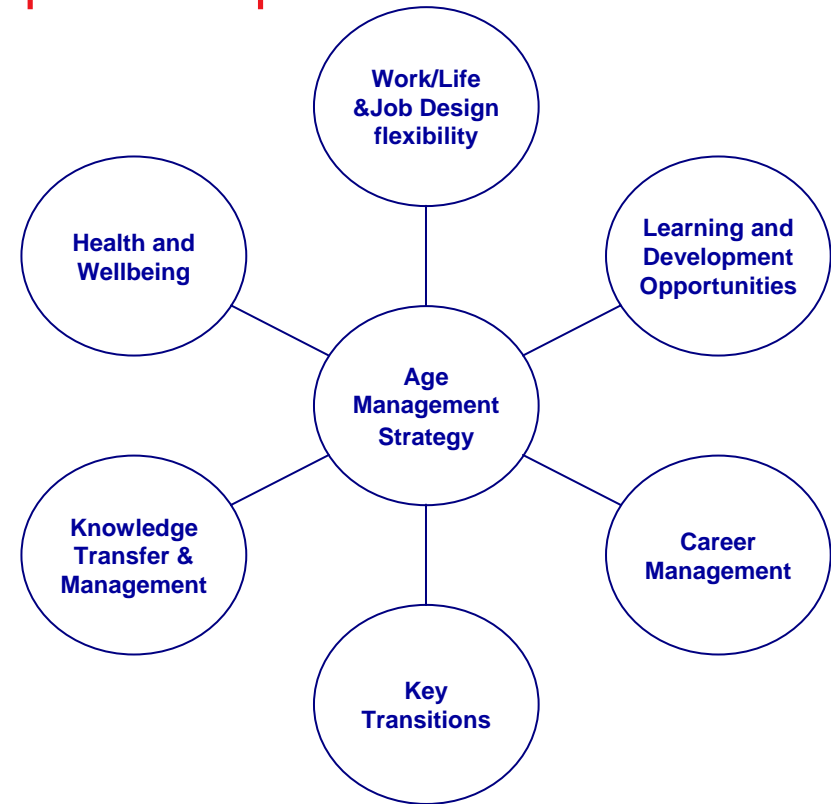 Work/Life
&Job Design
flexibility
Learning and
Development
Opportunities
Health and
Wellbeing
Age
Management
Strategy
Knowledge
Transfer &
Management
Career
Management
Key
Transitions